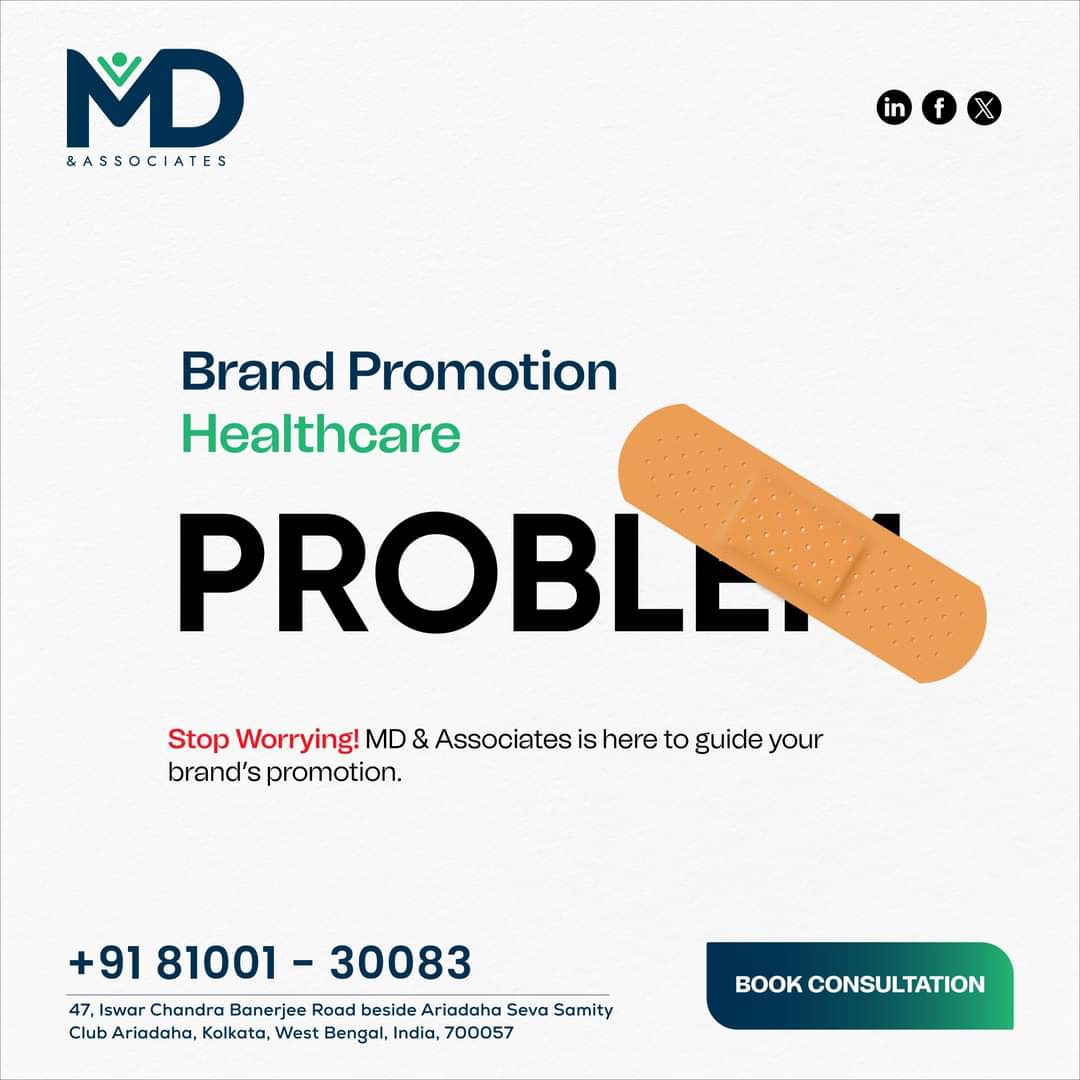 MD
& ASSOCIATES
in f X
Brand Promotion
Healthcare
PROBLEM
Stop Worrying! MD & Associates is here to guide your
brand's promotion.
+91 81001 - 30083
47, Iswar Chandra Banerjee Road beside Ariadaha Seva Samity
Club Ariadaha, Kolkata, West Bengal, India, 700057
BOOK CONSULTATION